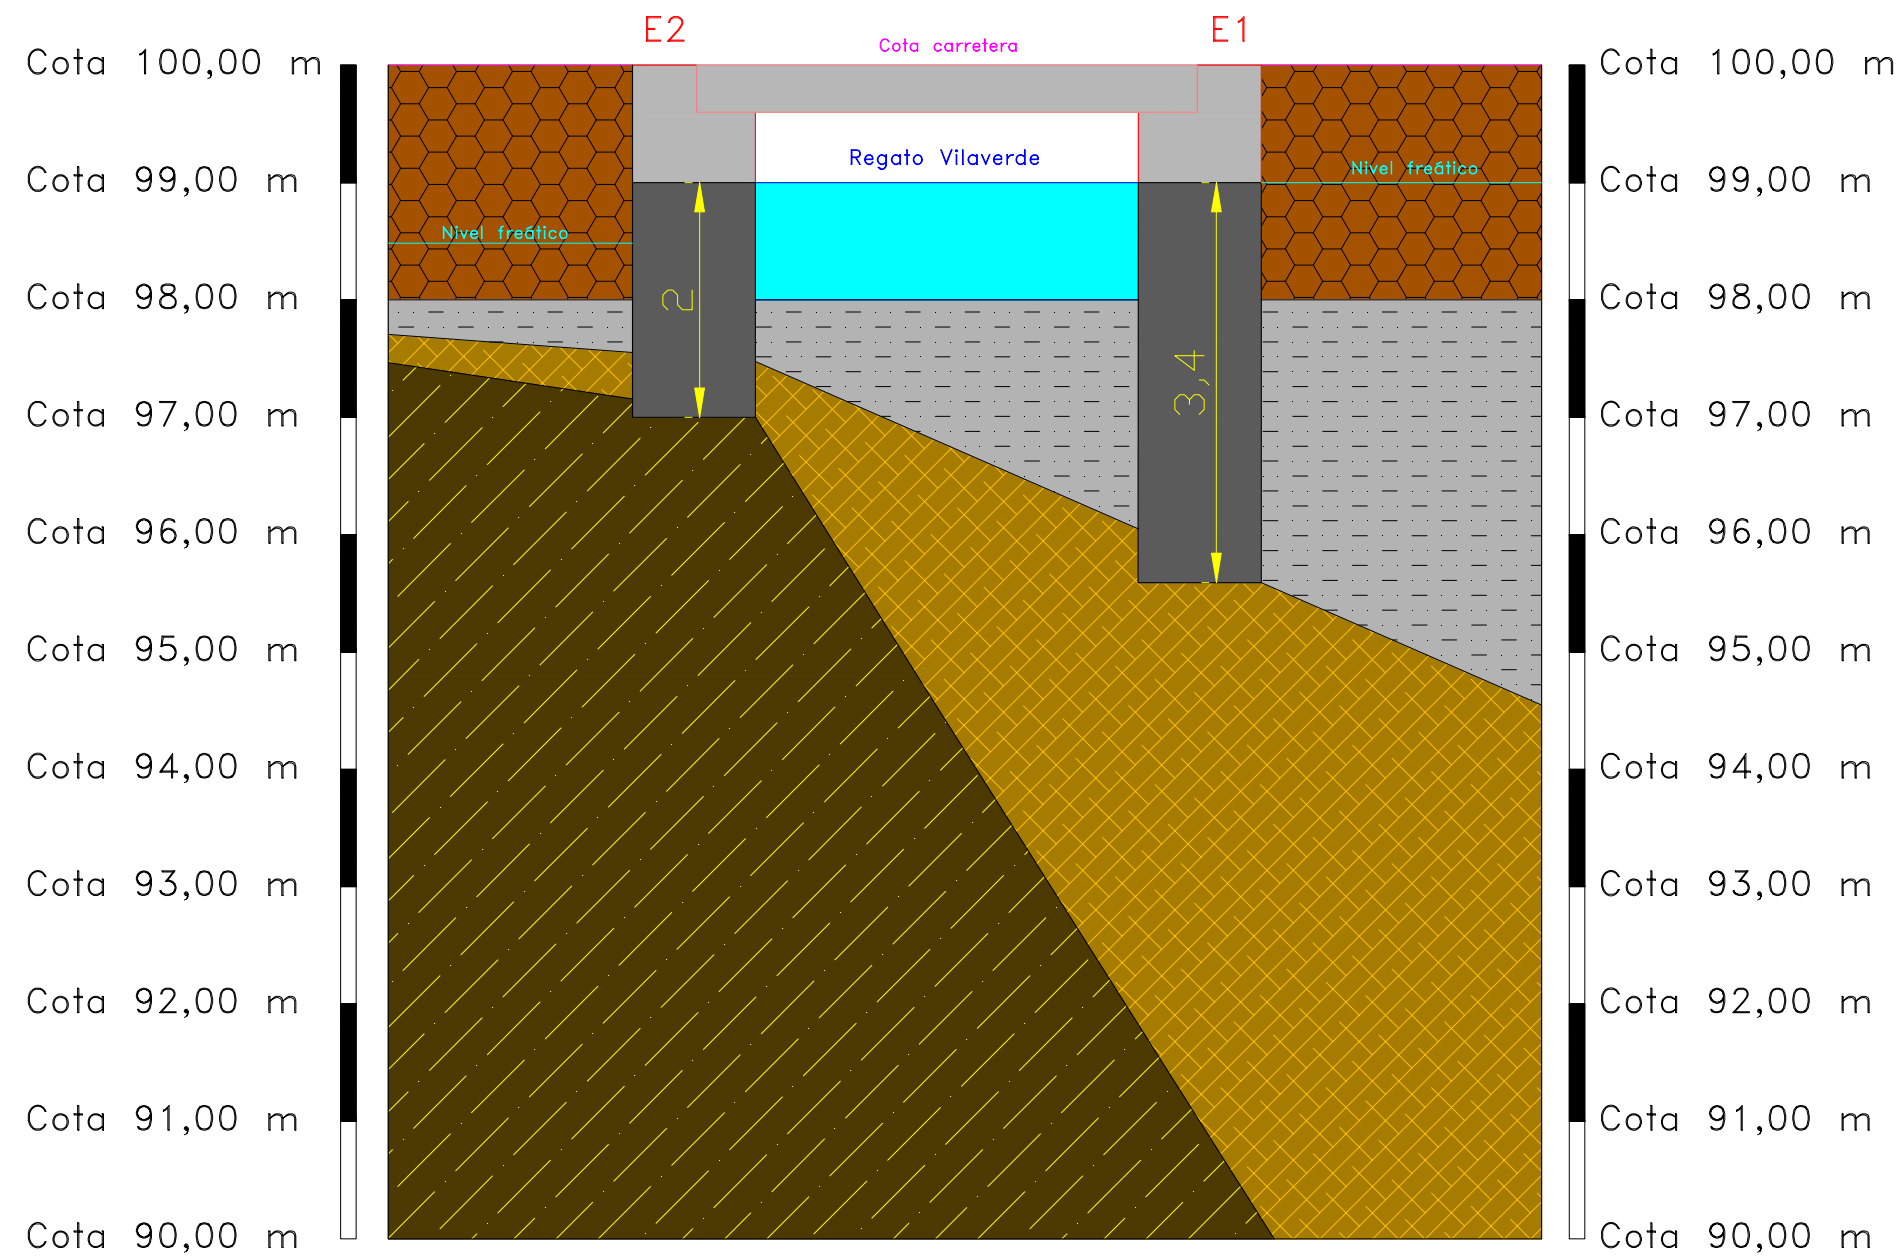 E2
E1
Cota carretera
Cota 100,00 m
Cota 100,00 m
Regato Vilaverde
Nivel freático
Cota 99,00 m
Cota 99,00 m
Nivel freático
2
Cota 98,00 m
Cota 98,00 m
3,4
Cota 97,00 m
Cota 97,00 m
Cota 96,00 m
Cota 96,00 m
Cota 95,00 m
Cota 95,00 m
Cota 94,00 m
Cota 94,00 m
Cota 93,00 m
Cota 93,00 m
Cota 92,00 m
Cota 92,00 m
Cota 91,00 m
Cota 91,00 m
Cota 90,00 m
Cota 90,00 m